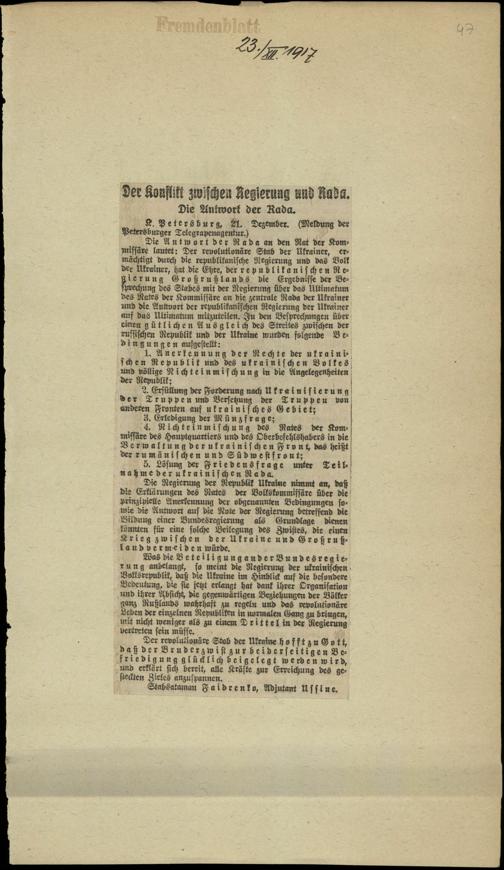 Fremdenblatt
47
23./XII. 1917
Der Konflikt zwischen Regierung und Rada.
Die Antwort der Rada.
K. Petersburg, 21. Dezember. (Meldung der
Petersburger Telegrapenagentur.)
Die Antwort der Rada an den Rat der Kom-
missäre lautet: Der revolutionäre Stab der Ukrainer, er-
mächtigt durch die republikanische Regierung und das Volk
der Ukrainer, hat die Ehre, der republikanischen Re-
gierung Großrußlands die Ergebnisse der Be-
sprechung des Stabes mit der Regierung über das Ultimatum
des Rates der Kommissäre an die zentrale Rada der Ukrainer
und die Antwort der republikanischen Regierung der Ukrainer
auf das Ultimatum mitzuteilen. In den Besprechungen über
einen gütlichen Ausgleich des Streites zwischen der
russischen Republik und der Ukraine wurden folgende Be-
dingungen aufgestellt:
1. Anerkennung der Rechte der ukraini-
schen Republik und des ukrainischen Volkes
und völlige Nichteinmischung in die Angelegenheiten
der Republik;
2. Erfüllung der Forderung nach Ukrainisierung
der Truppen und Versetzung der Truppen von
anderen Fronten auf ukrainisches Gebiet;
3. Erledigung der Münzfrage;
4. Nichteinmischung des Rates der Kom-
missäre des Hauptquartiers und des Oberbefehlshabers in die
Verwaltung der ukrainischen Front, das heißt
der rumänischen und Südwestfront;
5. Lösung der Friedensfrage unter Teil-
nahme der ukrainischen Rada.
Die Regierung der Republik Ukraine nimmt an, daß
die Erklärungen des Rates der Volkskommissäre über die
prinzipielle Anerkennung der obgenannten Bedingungen so-
wie die Antwort auf die Note der Regierung betreffend die
Bildung einer Bundesregierung als Grundlage dienen
könnten für eine solche Beilegung des Zwistes, die einen
Krieg zwischen der Ukraine und Großruß-
land vermeiden würde.
Was die Beteiligung an der Bundesregie-
rung anbelangt, so meint die Regierung der ukrainischen
Volksrepublik, daß die Ukraine im Hinblick auf die besondere
Bedeutung, die sie jetzt erlangt hat dank ihrer Organisation
und ihrer Absicht, die gegenwärtigen Beziehungen der Völker
ganz Rußlands wahrhaft zu regeln und das revolutionäre
Leben der einzelnen Republiken in normalen Gang zu bringen,
mit nicht weniger als zu einem Drittel in der Regierung
vertreten sein müsse.
Der revolutionäre Stab der Ukraine hofft zu Gott,
daß der Bruderzwist zur beiderseitigen Be-
friedigung glücklich beigelegt werden wird,
und erklärt sich bereit, alle Kräfte zur Erreichung des ge-
steckten Zieles anzuspannen.
Stabsataman Faidrenko, Adjutant Ussine.